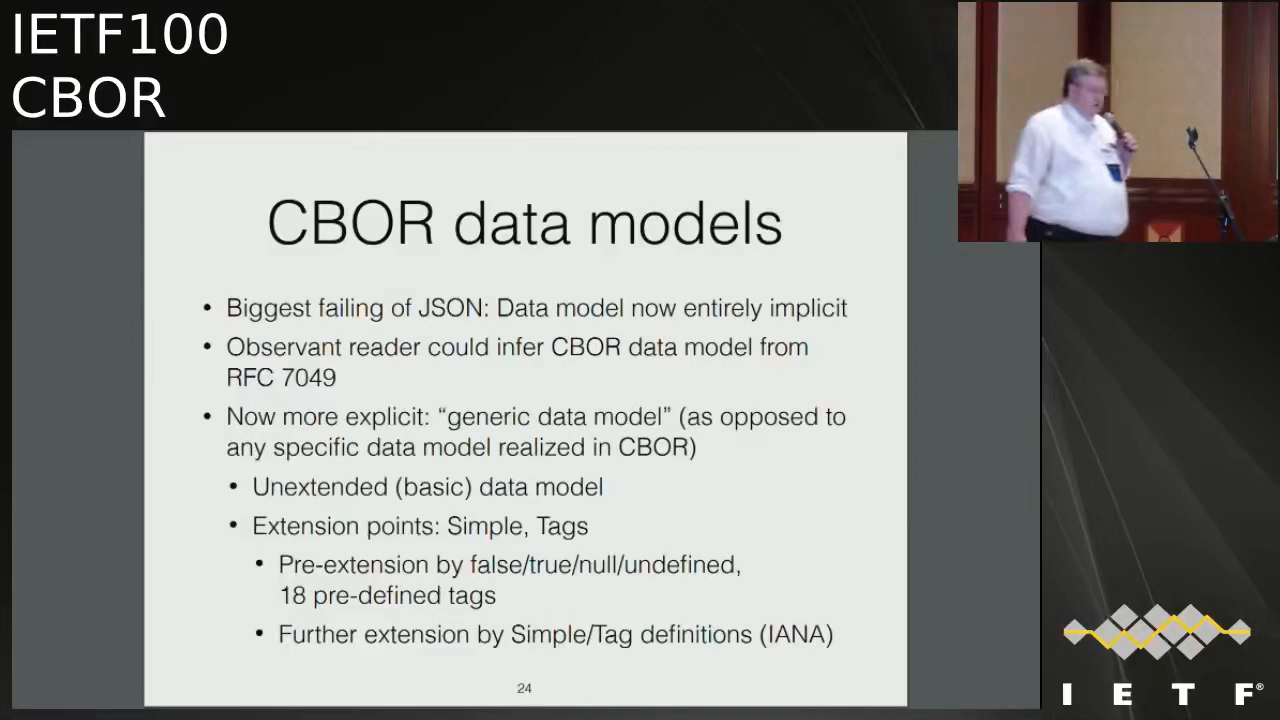 IETF100
CBOR
CBOR data models
• Biggest failing of JSON: Data model now entirely implicit
• Observant reader could infer CBOR data model from
RFC 7049
• Now more explicit: “generic data model” (as opposed to
any specific data model realized in CBOR)
• Unextended (basic) data model
• Extension points: Simple, Tags
• Pre-extension by false/true/null/undefined,
18 pre-defined tags
• Further extension by Simple/Tag definitions (IANA)
24
I E T F®